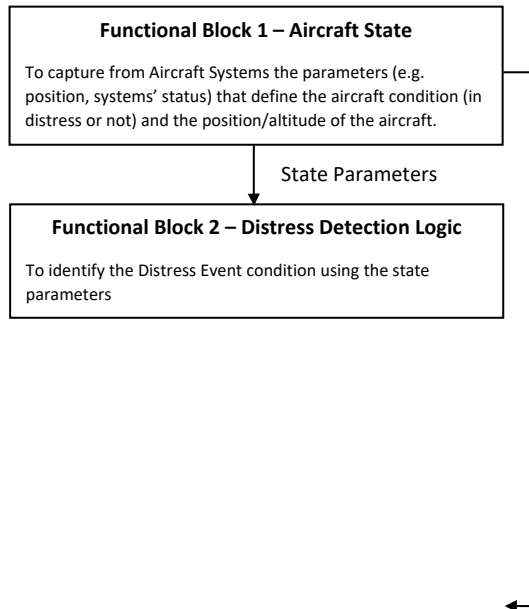 Functional Block 1 – Aircraft State
To capture from Aircraft Systems the parameters (e.g.
position, systems’ status) that define the aircraft condition (in
distress or not) and the position/altitude of the aircraft.
State Parameters
Functional Block 2 – Distress Detection Logic
To identify the Distress Event condition using the state
parameters